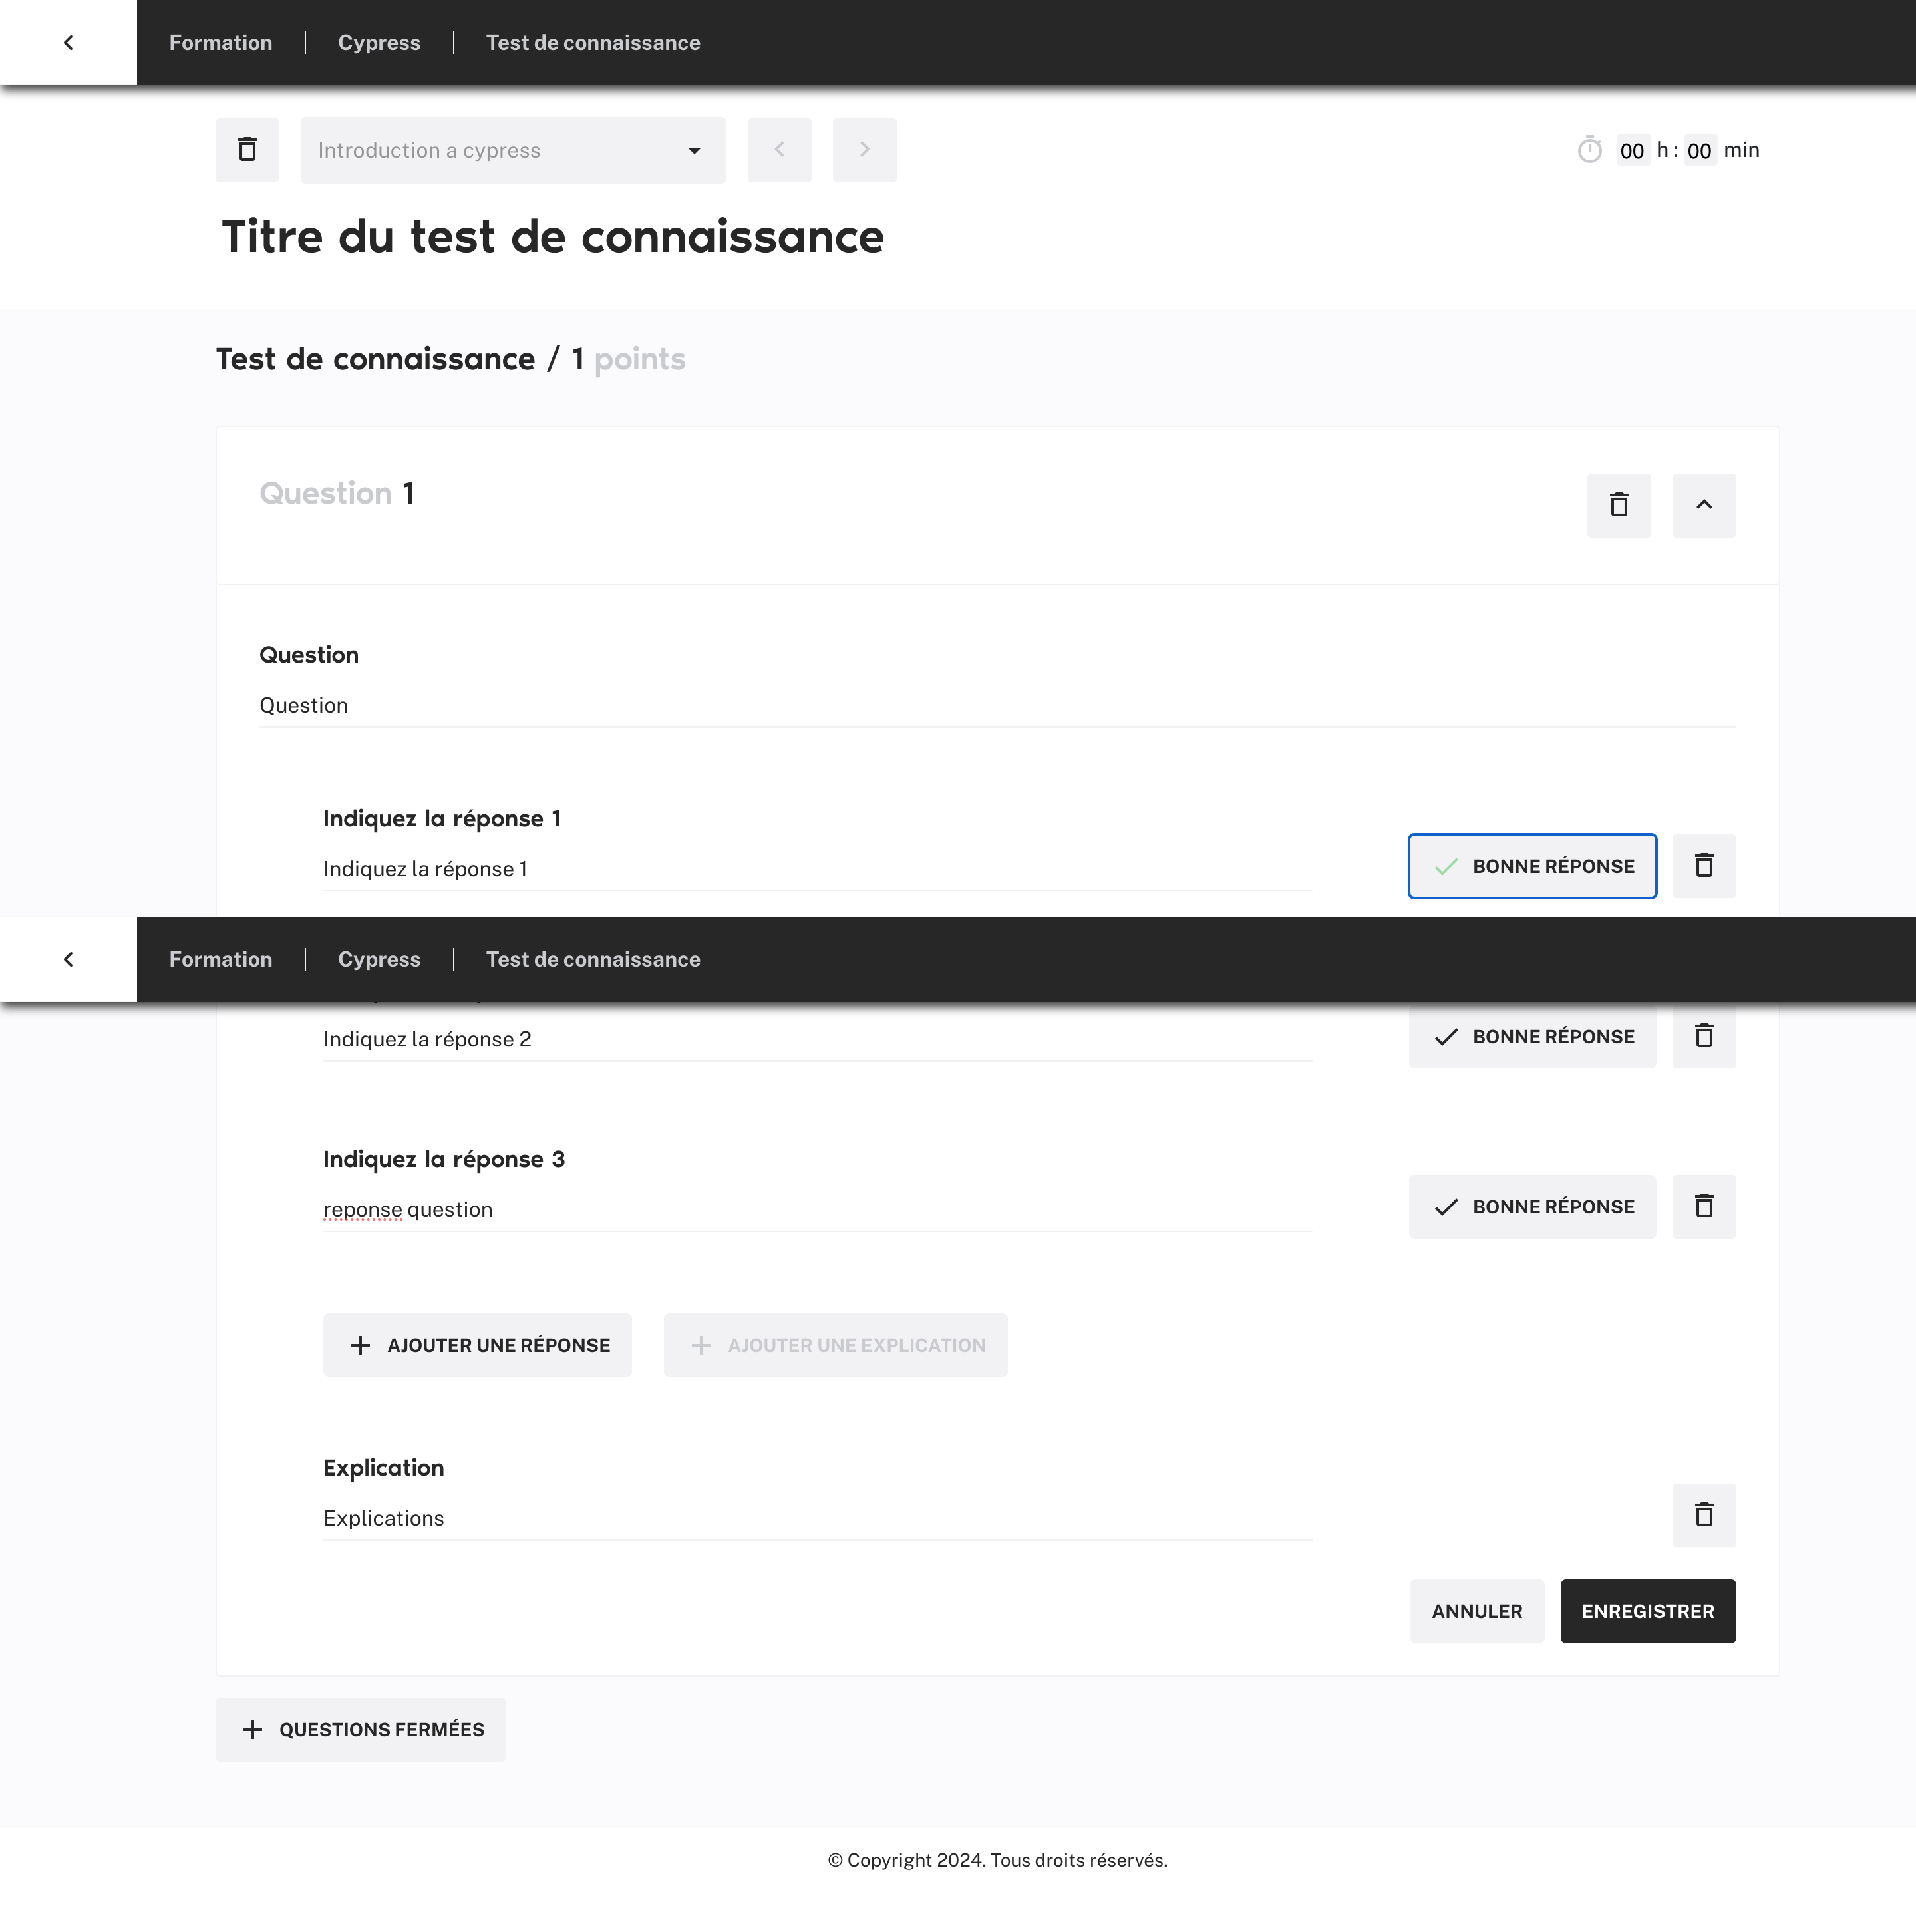 Formation | Cypress | Test de connaissance
Introduction a cypress
00 h : 00 min
Titre du test de connaissance
Test de connaissance / 1 points
Question 1
Question
Question
Indiquez la réponse 1
Indiquez la réponse 1
BONNE RÉPONSE
Formation | Cypress | Test de connaissance
Indiquez la réponse 2
BONNE RÉPONSE
Indiquez la réponse 3
reponse question
BONNE RÉPONSE
AJOUTER UNE RÉPONSE
AJOUTER UNE EXPLICATION
Explication
Explications
ANNULER
ENREGISTRER
QUESTIONS FERMÉES
© Copyright 2024. Tous droits réservés.